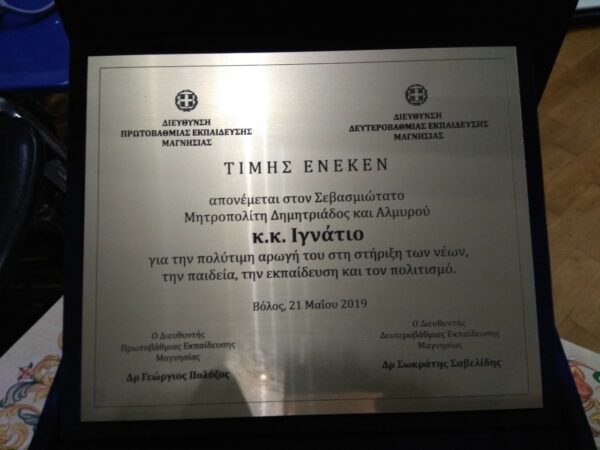 ΔΙΕΥΘΥΝΣΗ
ΠΡΩΤΟΒΑΘΜΙΑΣ ΕΚΠΑΙΔΕΥΣΗΣ
ΜΑΓΝΗΣΙΑΣ
ΔΙΕΥΘΥΝΣΗ
ΔΕΥΤΕΡΟΒΑΘΜΙΑΣ ΕΚΠΑΙΔΕΥΣΗΣ
ΜΑΓΝΗΣΙΑΣ
ΤΙΜΗΣ ΕΝΕΚΕΝ
απονέμεται στον Σεβασμιώτατο
Μητροπολίτη Δημητριάδος και Αλμυρού
κ.κ. Ιγνάτιο
για την πολύτιμη αρωγή του στη στήριξη των νέων,
την παιδεία, την εκπαίδευση και τον πολιτισμό.
Βόλος, 21 Μαΐου 2019
Ο Διευθυντής
Πρωτοβάθμιας Εκπαίδευσης
Μαγνησίας
Δρ Γεώργιος Πολύζος
Ο Διευθυντής
Δευτεροβάθμιας Εκπαίδευσης
Μαγνησίας
Δρ Σωκράτης Σαβελίδης